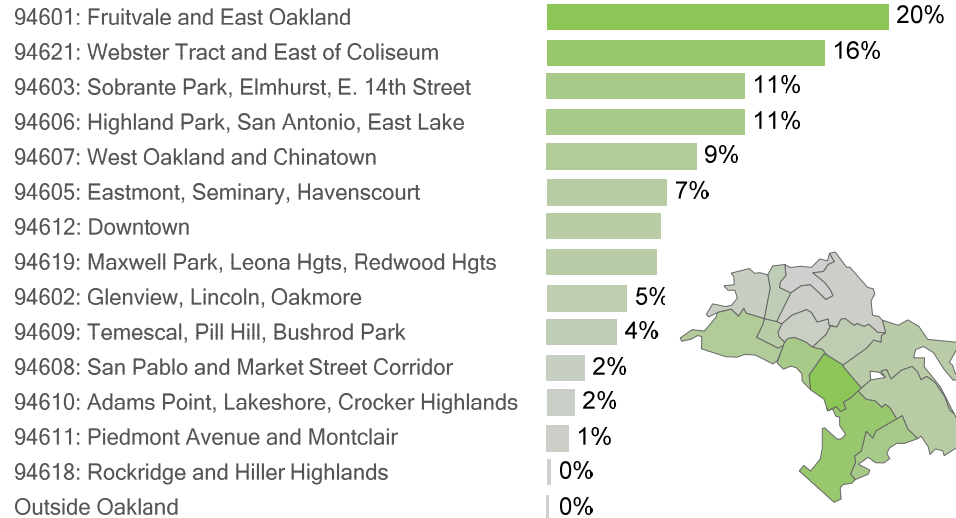 94601: Fruitvale and East Oakland 20%
94621: Webster Tract and East of Coliseum 16%
94603: Sobrante Park, Elmhurst, E. 14th Street 11%
94606: Highland Park, San Antonio, East Lake 11%
94607: West Oakland and Chinatown 9%
94605: Eastmont, Seminary, Havenscourt 7%
94612: Downtown
94619: Maxwell Park, Leona Hgts, Redwood Hgts
94602: Glenview, Lincoln, Oakmore 5%
94609: Temescal, Pill Hill, Bushrod Park 4%
94608: San Pablo and Market Street Corridor 2%
94610: Adams Point, Lakeshore, Crocker Highlands 2%
94611: Piedmont Avenue and Montclair 1%
94618: Rockridge and Hiller Highlands 0%
Outside Oakland 0%